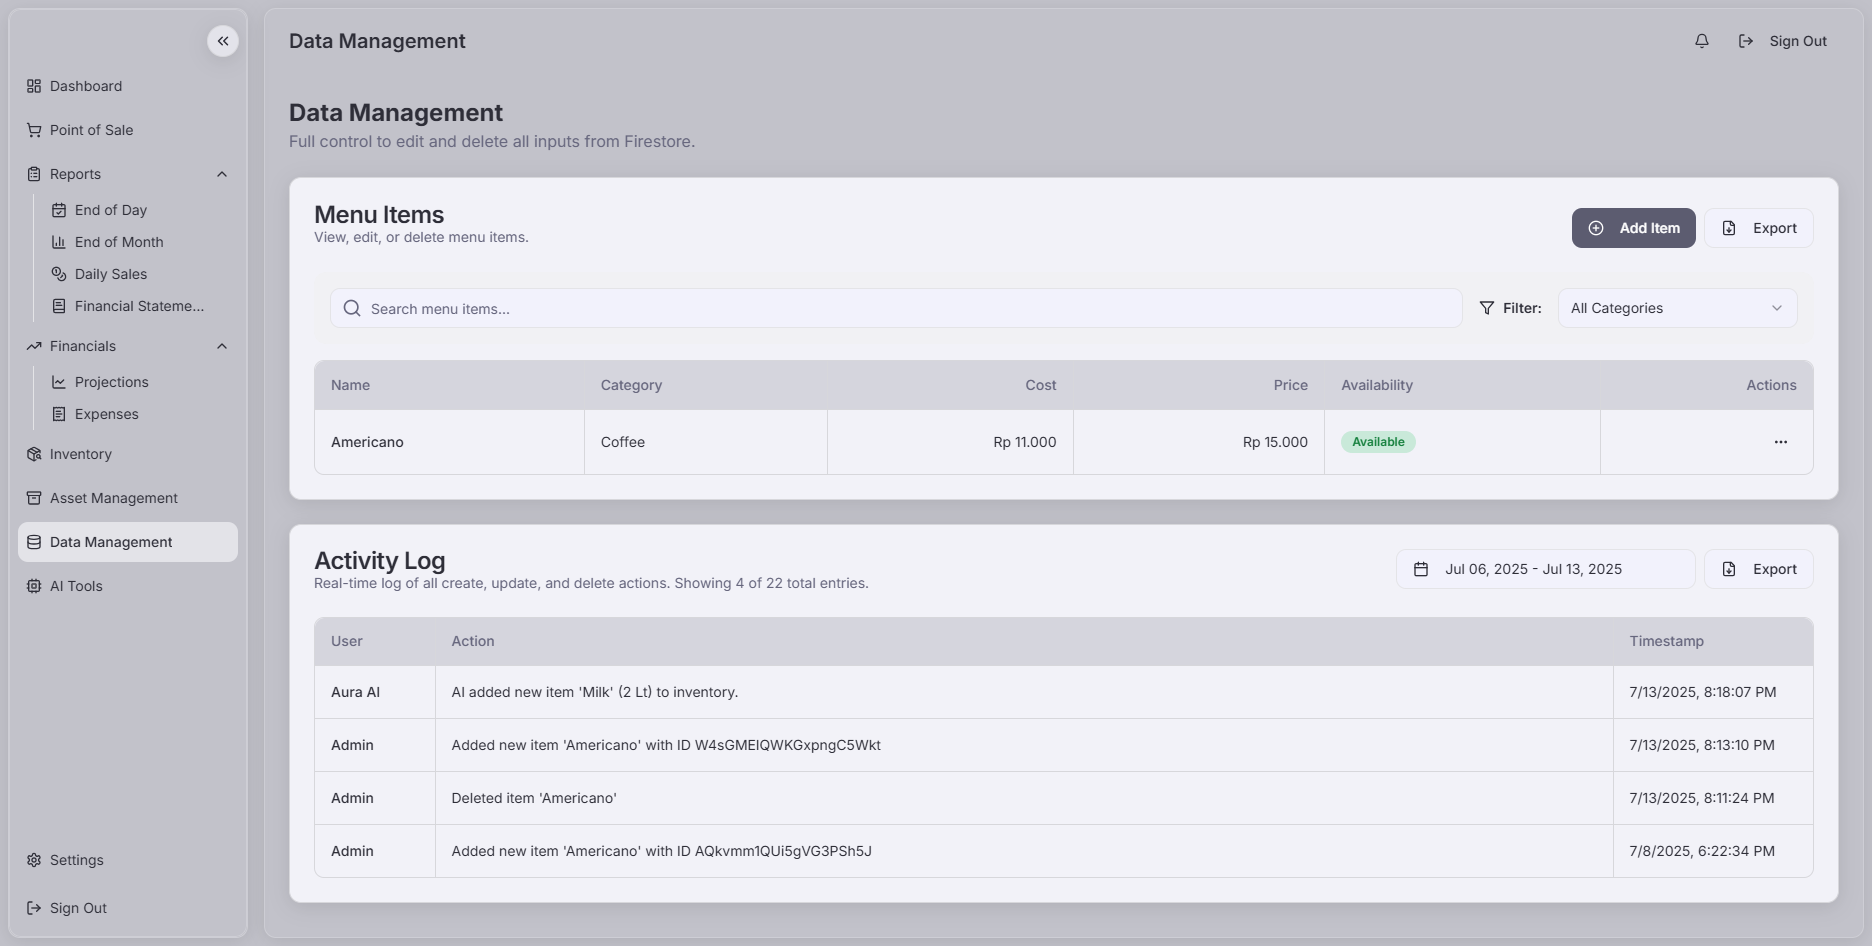 Data Management
Sign Out
Dashboard
Point of Sale
Reports
End of Day
End of Month
Daily Sales
Financial Stateme...
Financials
Projections
Expenses
Inventory
Asset Management
Data Management
AI Tools
Settings
Sign Out
Data Management
Full control to edit and delete all inputs from Firestore.
Menu Items
View, edit, or delete menu items.
Add Item
Export
Search menu items...
Filter:
All Categories
Name Category Cost Price Availability Actions
Americano Coffee Rp 11.000 Rp 15.000 Available ...
Activity Log
Real-time log of all create, update, and delete actions. Showing 4 of 22 total entries.
Jul 06, 2025 - Jul 13, 2025
Export
User Action Timestamp
Aura AI AI added new item 'Milk' (2 Lt) to inventory. 7/13/2025, 8:18:07 PM
Admin Added new item 'Americano' with ID W4sGMEIQWKGxpngC5Wkt 7/13/2025, 8:13:10 PM
Admin Deleted item 'Americano' 7/13/2025, 8:11:24 PM
Admin Added new item 'Americano' with ID AQkvmm1QUi5gVG3PSh5J 7/8/2025, 6:22:34 PM